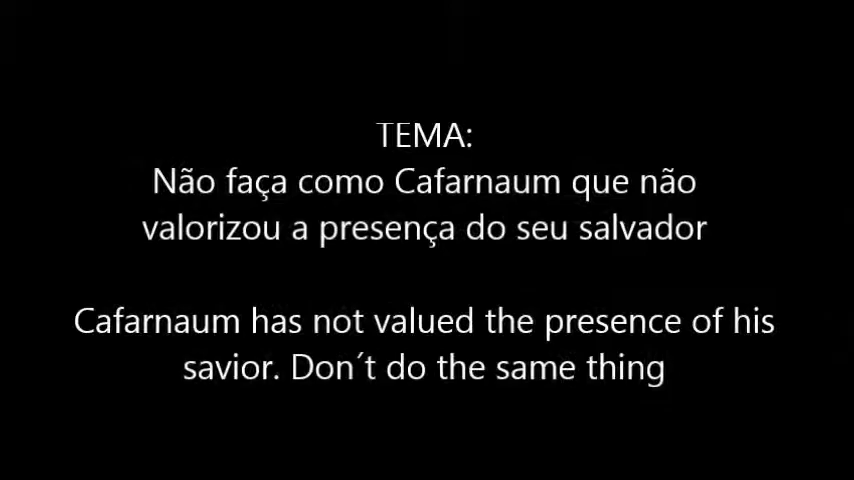 TEMA:
Não faça como Cafarnaum que não
valorizou a presença do seu salvador
Cafarnaum has not valued the presence of his
savior. Don´t do the same thing